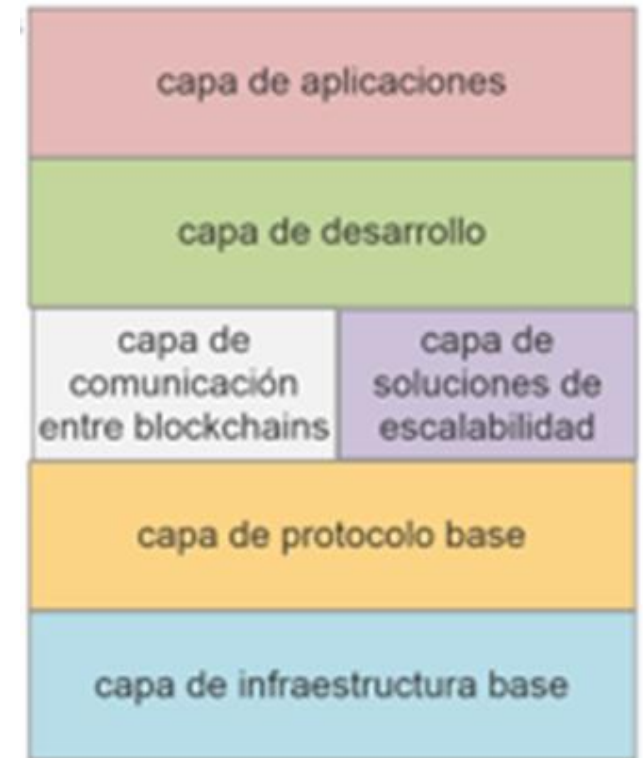 capa de aplicaciones
capa de desarrollo
capa de
comunicación
entre blockchains
capa de
soluciones de
escalabilidad
capa de protocolo base
capa de infraestructura base